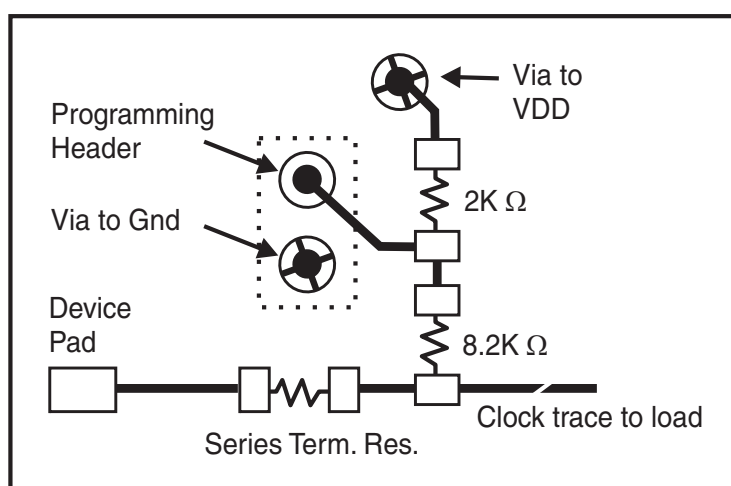 Via to
VDD
Programming
Header
2K Ω
Via to Gnd
Device
Pad
8.2K Ω
Clock trace to load
Series Term. Res.